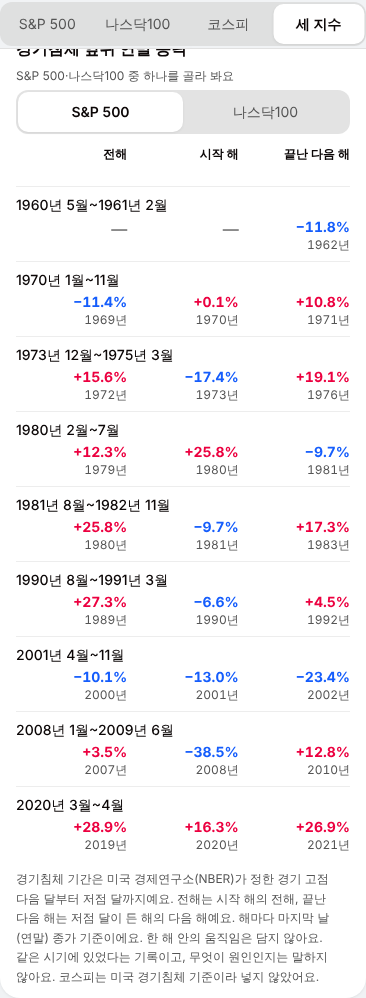 S&P 500 나스닥100 코스피 세 지수
경기침체 앞뒤 연말 등락
S&P 500·나스닥100 중 하나를 골라 봐요
S&P 500 나스닥100
전해 시작 해 끝난 다음 해
1960년 5월~1961년 2월
— — −11.8%
1962년
1970년 1월~11월
−11.4% +0.1% +10.8%
1969년 1970년 1971년
1973년 12월~1975년 3월
+15.6% −17.4% +19.1%
1972년 1973년 1976년
1980년 2월~7월
+12.3% +25.8% −9.7%
1979년 1980년 1981년
1981년 8월~1982년 11월
+25.8% −9.7% +17.3%
1980년 1981년 1983년
1990년 8월~1991년 3월
+27.3% −6.6% +4.5%
1989년 1990년 1992년
2001년 4월~11월
−10.1% −13.0% −23.4%
2000년 2001년 2002년
2008년 1월~2009년 6월
+3.5% −38.5% +12.8%
2007년 2008년 2010년
2020년 3월~4월
+28.9% +16.3% +26.9%
2019년 2020년 2021년
경기침체 기간은 미국 경제연구소(NBER)가 정한 경기 고점
다음 달부터 저점 달까지예요. 전해는 시작 해의 전해, 끝난
다음 해는 저점 달이 든 해의 다음 해예요. 해마다 마지막 날
(연말) 종가 기준이에요. 한 해 안의 움직임은 담지 않아요.
같은 시기에 있었다는 기록이고, 무엇이 원인인지는 말하지
않아요. 코스피는 미국 경기침체 기준이라 넣지 않았어요.